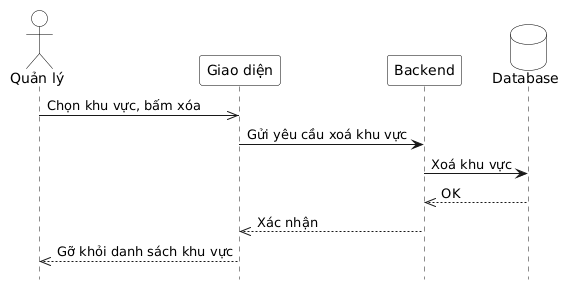 Quản lý
Giao diện
Backend
Database
Chọn khu vực, bấm xóa
Gửi yêu cầu xoá khu vực
Xoá khu vực
OK
Xác nhận
Gỡ khỏi danh sách khu vực